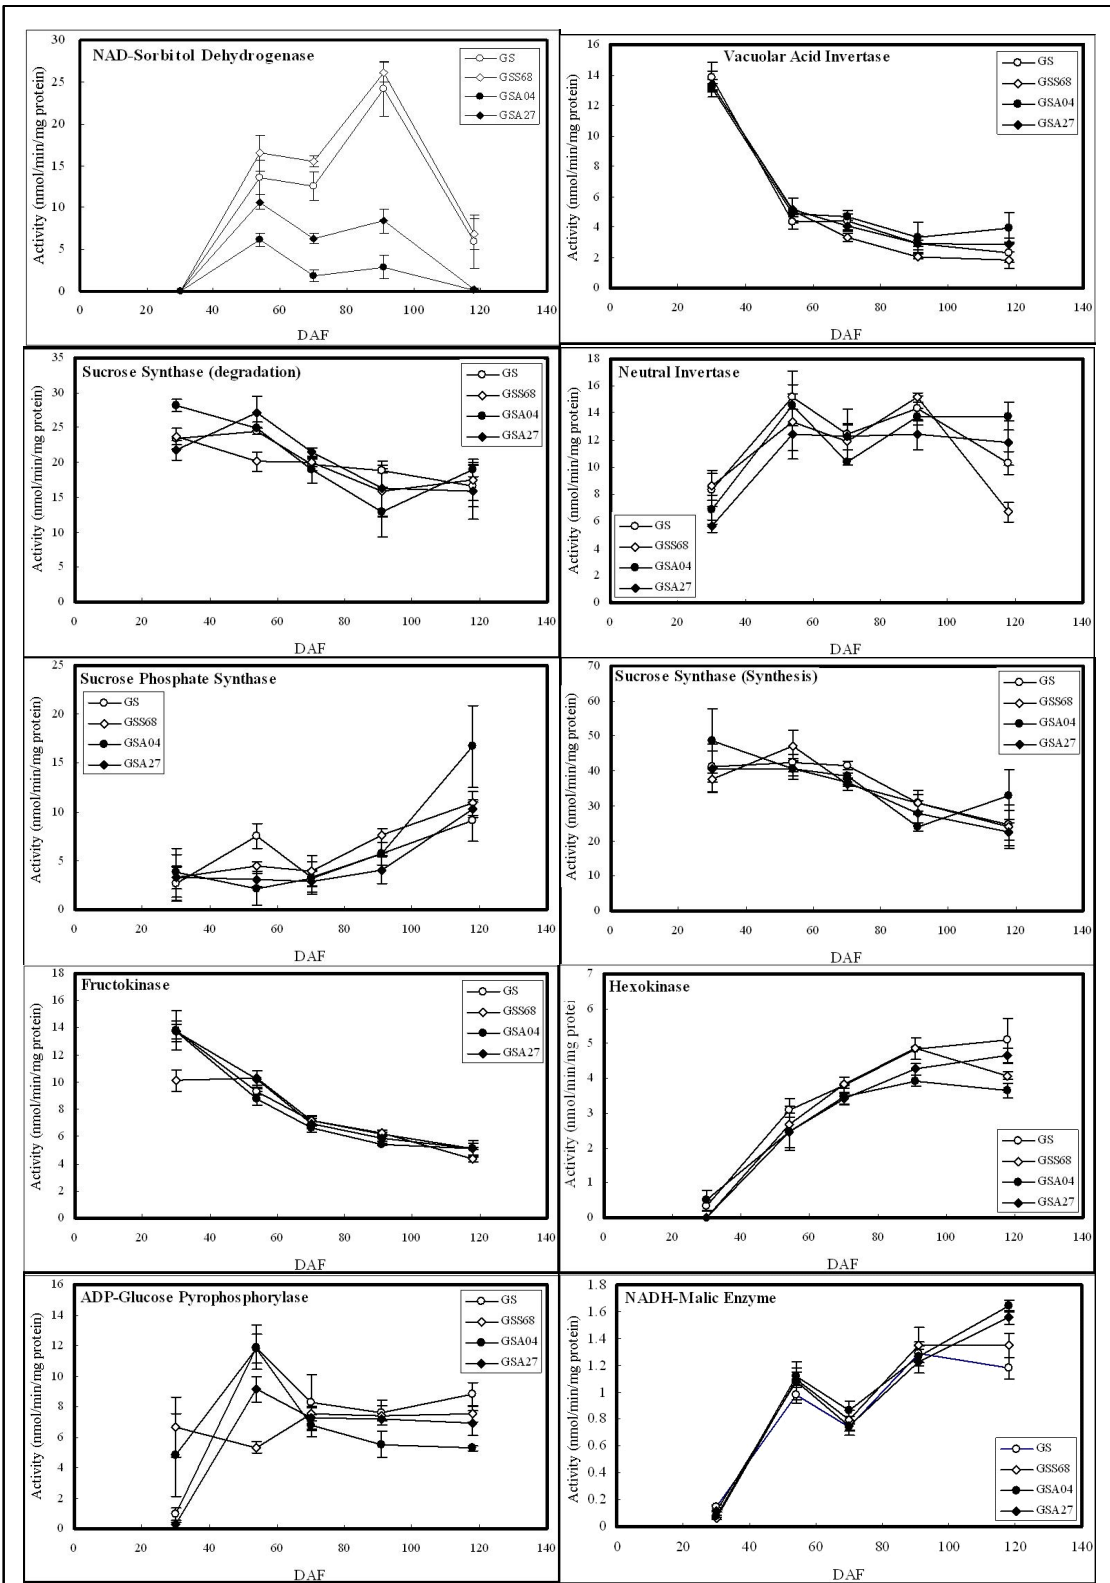 NAD-Sorbitol Dehydrogenase
GS
GSS68
GSA04
GSA27
Activity (nmol/min/mg protein)
30
25
20
15
10
5
0
0 20 40 60 80 100 120 140
DAF
Vacuolar Acid Invertase
GS
GSS68
GSA04
GSA27
Activity (nmol/min/mg protein)
16
14
12
10
8
6
4
2
0
0 20 40 60 80 100 120 140
DAF
Sucrose Synthase (degradation)
GS
GSS68
GSA04
GSA27
Activity (nmol/min/mg protein)
35
30
25
20
15
10
5
0
0 20 40 60 80 100 120 140
DAF
Neutral Invertase
GS
GSS68
GSA04
GSA27
Activity (nmol/min/mg protein)
18
16
14
12
10
8
6
4
2
0
0 20 40 60 80 100 120 140
DAF
Sucrose Phosphate Synthase
GS
GSS68
GSA04
GSA27
Activity (nmol/min/mg protein)
25
20
15
10
5
0
0 20 40 60 80 100 120 140
DAF
Sucrose Synthase (Synthesis)
GS
GSS68
GSA04
GSA27
Activity (nmol/min/mg protein)
70
60
50
40
30
20
10
0
0 20 40 60 80 100 120 140
DAF
Fructokinase
GS
GSS68
GSA04
GSA27
Activity (nmol/min/mg protein)
18
16
14
12
10
8
6
4
2
0
0 20 40 60 80 100 120 140
DAF
Hexokinase
GS
GSS68
GSA04
GSA27
Activity (nmol/min/mg protei
7
6
5
4
3
2
1
0
0 20 40 60 80 100 120 140
DAF
ADP-Glucose Pyrophosphorylase
GS
GSS68
GSA04
GSA27
Activity (nmol/min/mg protein)
16
14
12
10
8
6
4
2
0
0 20 40 60 80 100 120 140
DAF
NADH-Malic Enzyme
GS
GSS68
GSA04
GSA27
Activity (nmol/min/mg protein)
1.8
1.6
1.4
1.2
1
0.8
0.6
0.4
0.2
0
0 20 40 60 80 100 120 140
DAF